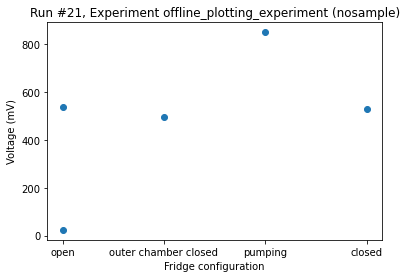 Run #21, Experiment offline_plotting_experiment (nosample)
Voltage (mV)
800
600
400
200
0
open outer chamber closed pumping closed
Fridge configuration